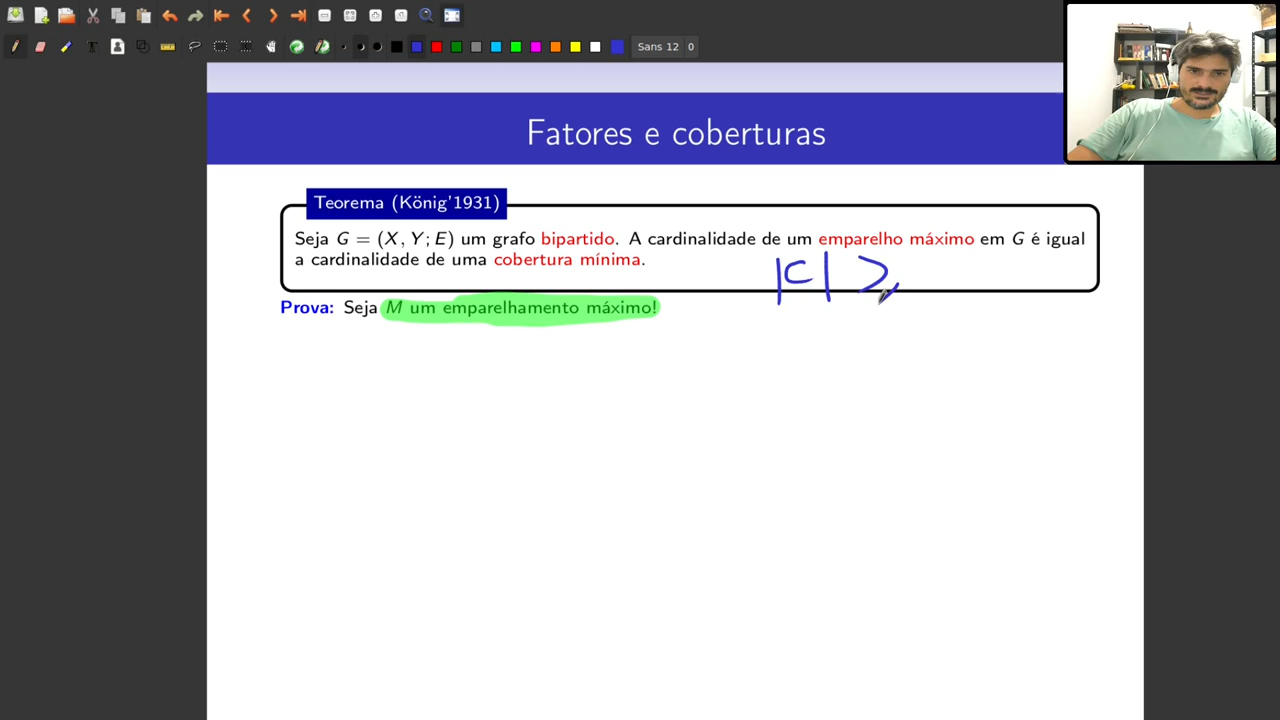 Sans 12 0
Fatores e coberturas
Teorema (König'1931)
Seja G = (X, Y; E) um grafo bipartido. A cardinalidade de um emparelho máximo em G é igual
a cardinalidade de uma cobertura mínima.
|C| ≥
Prova: Seja M um emparelhamento máximo!